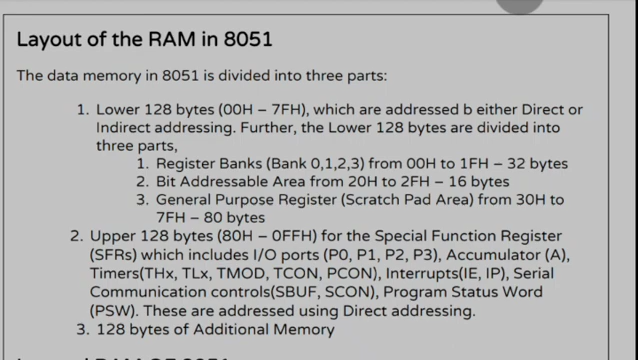 Layout of the RAM in 8051
The data memory in 8051 is divided into three parts:
1. Lower 128 bytes (00H – 7FH), which are addressed b either Direct or
Indirect addressing. Further, the Lower 128 bytes are divided into
three parts,
1. Register Banks (Bank 0,1,2,3) from 00H to 1FH – 32 bytes
2. Bit Addressable Area from 20H to 2FH – 16 bytes
3. General Purpose Register (Scratch Pad Area) from 30H to
7FH – 80 bytes
2. Upper 128 bytes (80H – 0FFH) for the Special Function Register
(SFRs) which includes I/O ports (P0, P1, P2, P3), Accumulator (A),
Timers(THx, TLx, TMOD, TCON, PCON), Interrupts(IE, IP), Serial
Communication controls(SBUF, SCON), Program Status Word
(PSW). These are addressed using Direct addressing.
3. 128 bytes of Additional Memory